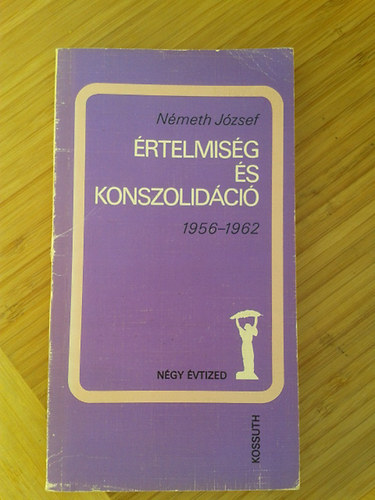 Németh József
ÉRTELMISÉG
ÉS
KONSZOLIDÁCIÓ
1956–1962
NÉGY ÉVTIZED
KOSSUTH